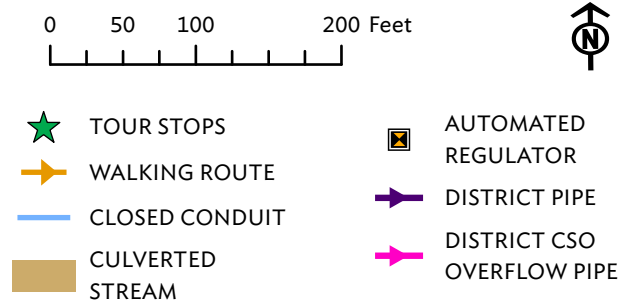 0 50 100 200 Feet
N
TOUR STOPS
WALKING ROUTE
CLOSED CONDUIT
CULVERTED
STREAM
AUTOMATED
REGULATOR
DISTRICT PIPE
DISTRICT CSO
OVERFLOW PIPE